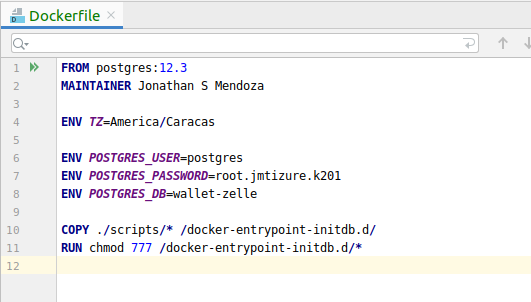 Dockerfile
1 FROM postgres:12.3
2 MAINTAINER Jonathan S Mendoza
3
4 ENV TZ=America/Caracas
5
6 ENV POSTGRES_USER=postgres
7 ENV POSTGRES_PASSWORD=root.jmtizure.k201
8 ENV POSTGRES_DB=wallet-zelle
9
10 COPY ./scripts/* /docker-entrypoint-initdb.d/
11 RUN chmod 777 /docker-entrypoint-initdb.d/*
12